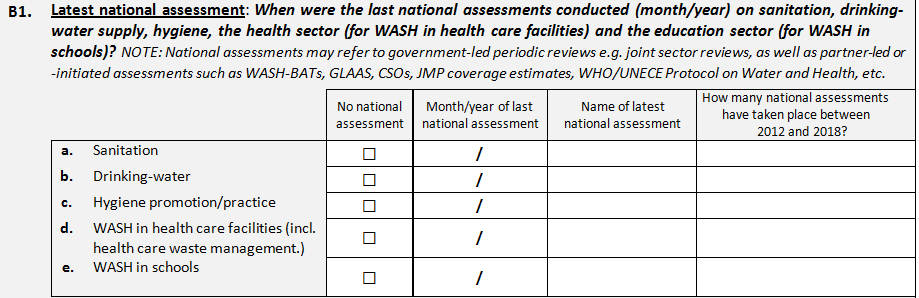 B1. Latest national assessment: When were the last national assessments conducted (month/year) on sanitation, drinking-
water supply, hygiene, the health sector (for WASH in health care facilities) and the education sector (for WASH in
schools)? NOTE: National assessments may refer to government-led periodic reviews e.g. joint sector reviews, as well as partner-led or
-initiated assessments such as WASH-BATs, GLAAS, CSOs, JMP coverage estimates, WHO/UNECE Protocol on Water and Health, etc.
No national
assessment
Month/year of last
national assessment
Name of latest
national assessment
How many national assessments
have taken place between
2012 and 2018?
a. Sanitation ☐ /
b. Drinking-water ☐ /
c. Hygiene promotion/practice ☐ /
d. WASH in health care facilities (incl.
health care waste management.) ☐ /
e. WASH in schools ☐ /